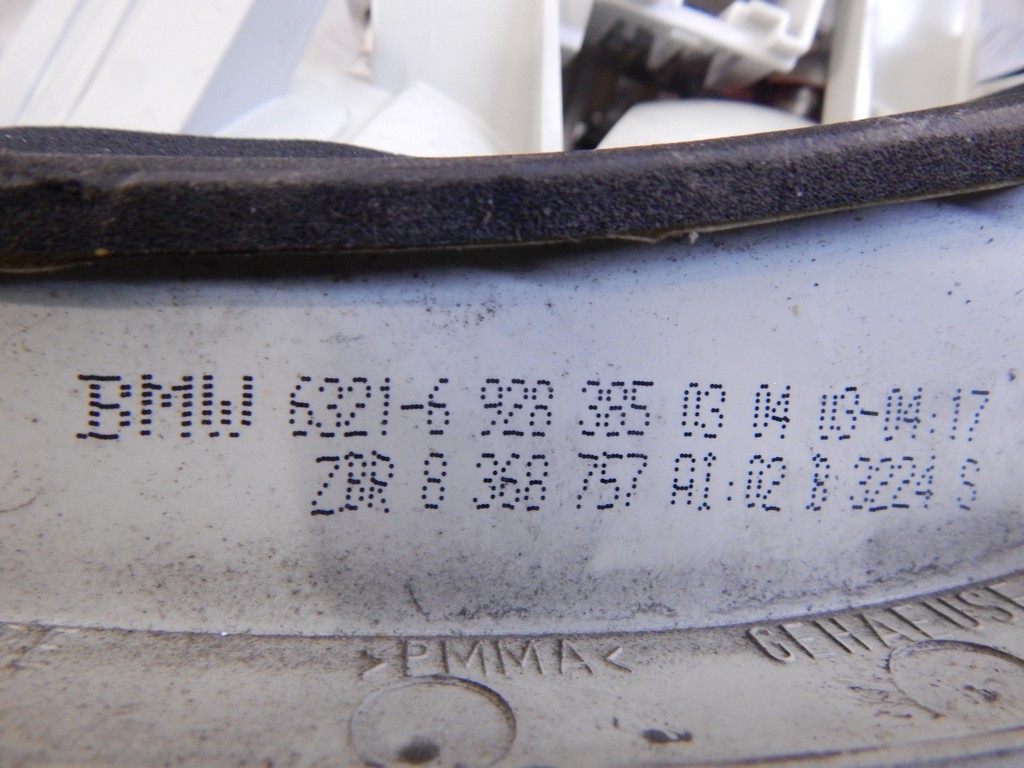 BMW 6321-6 928 385 03 04 03-04:17
ZBR 8 368 757 A1:02 B 3224 S
>PMMA< GEHAEUSE